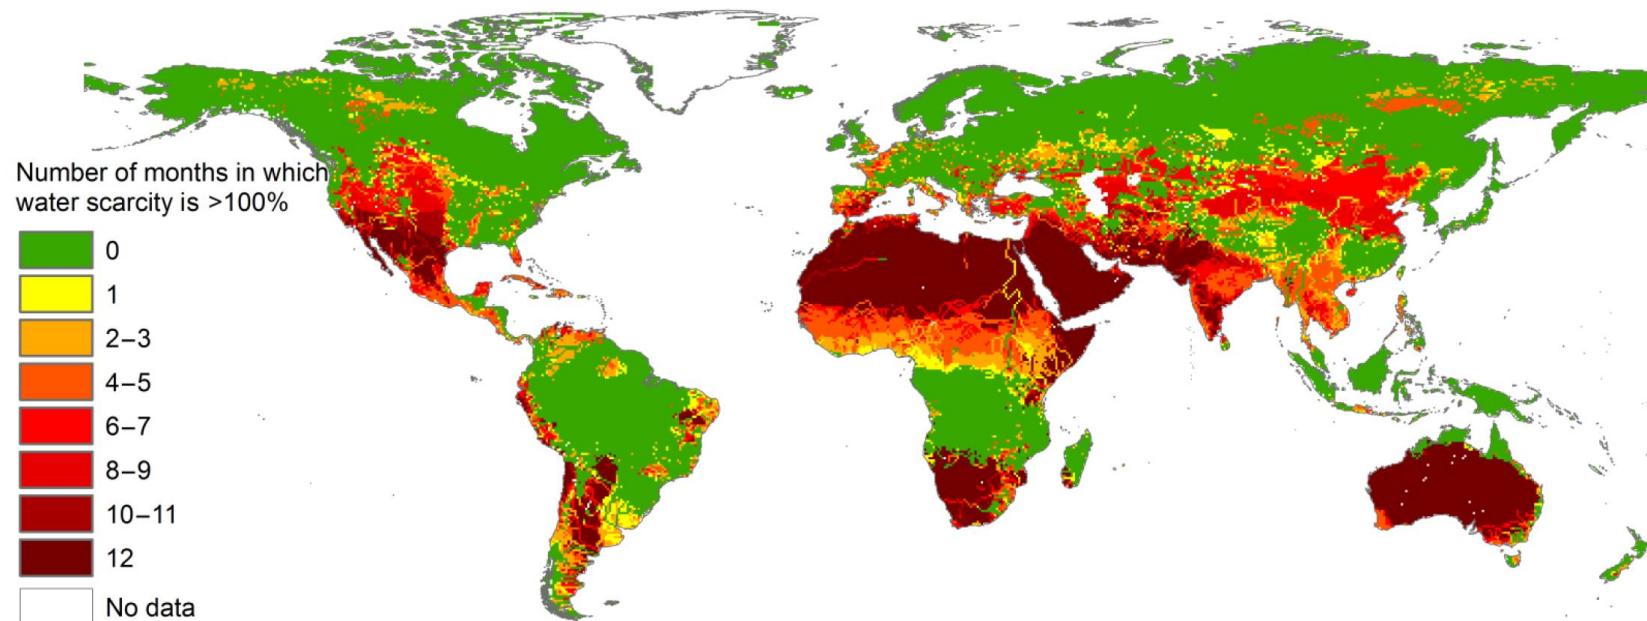 Number of months in which
water scarcity is >100%
0
1
2–3
4–5
6–7
8–9
10–11
12
No data